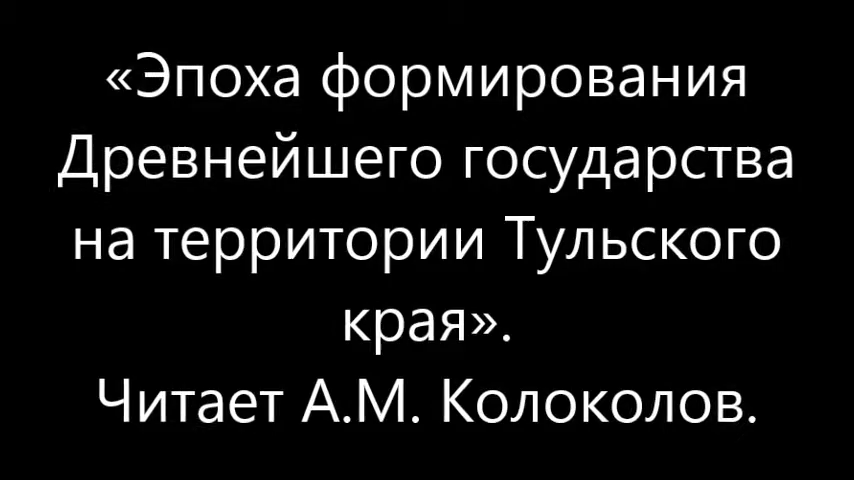 «Эпоха формирования
Древнейшего государства
на территории Тульского
края».
Читает А.М. Колоколов.